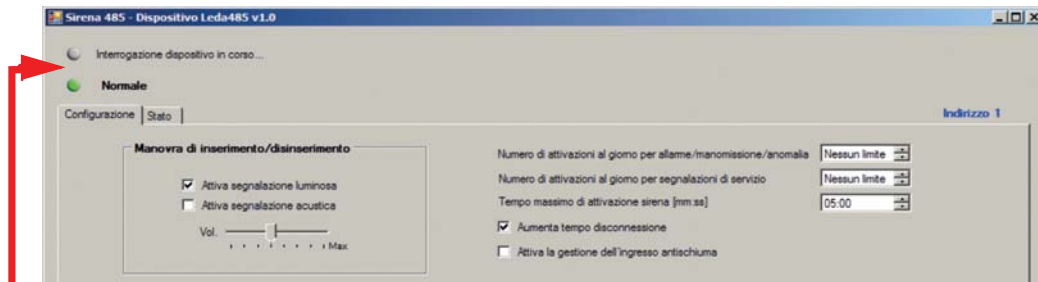 Sirena 485 - Dispositivo Leda485 v1.0
Interrogazione dispositivo in corso...
Normale
Configurazione Stato
Indirizzo 1
Manovra di inserimento/disinserimento
Attiva segnalazione luminosa
Attiva segnalazione acustica
Vol. Max
Numero di attivazioni al giorno per allarme/manomissione/anomalia Nessun limite
Numero di attivazioni al giorno per segnalazioni di servizio Nessun limite
Tempo massimo di attivazione sirena [mm:ss] 05:00
Aumenta tempo disconnessione
Attiva la gestione dell'ingresso antischiuma